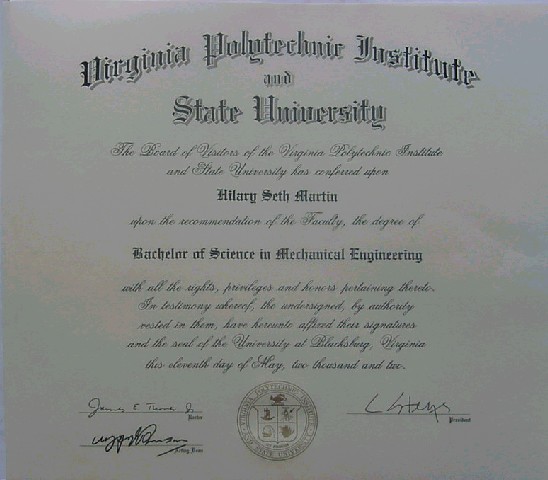 Virginia Polytechnic Institute
and
State University
The Board of Visitors of the Virginia Polytechnic Institute
and State University has conferred upon
Hilary Seth Martin
upon the recommendation of the Faculty, the degree of
Bachelor of Science in Mechanical Engineering
with all the rights, privileges and honors pertaining thereto.
In testimony whereof, the undersigned, by authority
vested in them, have hereunto affixed their signatures
and the seal of the University at Blacksburg, Virginia
this eleventh day of May, two thousand and two.
Rector
President
Acting Dean